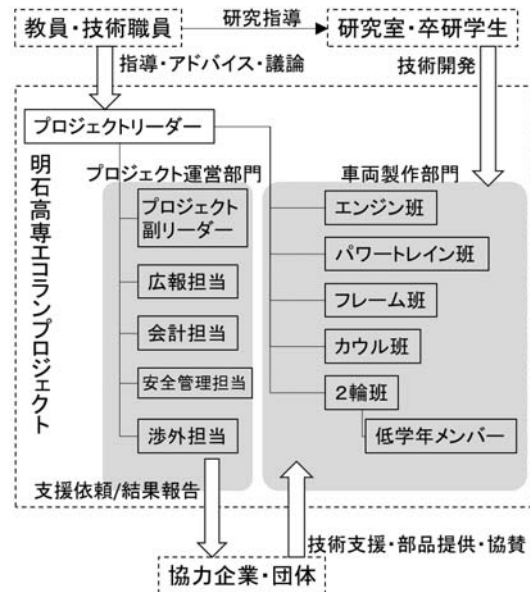 教員・技術職員
研究指導
研究室・卒研学生
指導・アドバイス・議論
技術開発
明石高専エコランプロジェクト
プロジェクトリーダー
プロジェクト運営部門
プロジェクト
副リーダー
広報担当
会計担当
安全管理担当
渉外担当
車両製作部門
エンジン班
パワートレイン班
フレーム班
カウル班
２輪班
低学年メンバー
支援依頼/結果報告
技術支援・部品提供・協賛
協力企業・団体